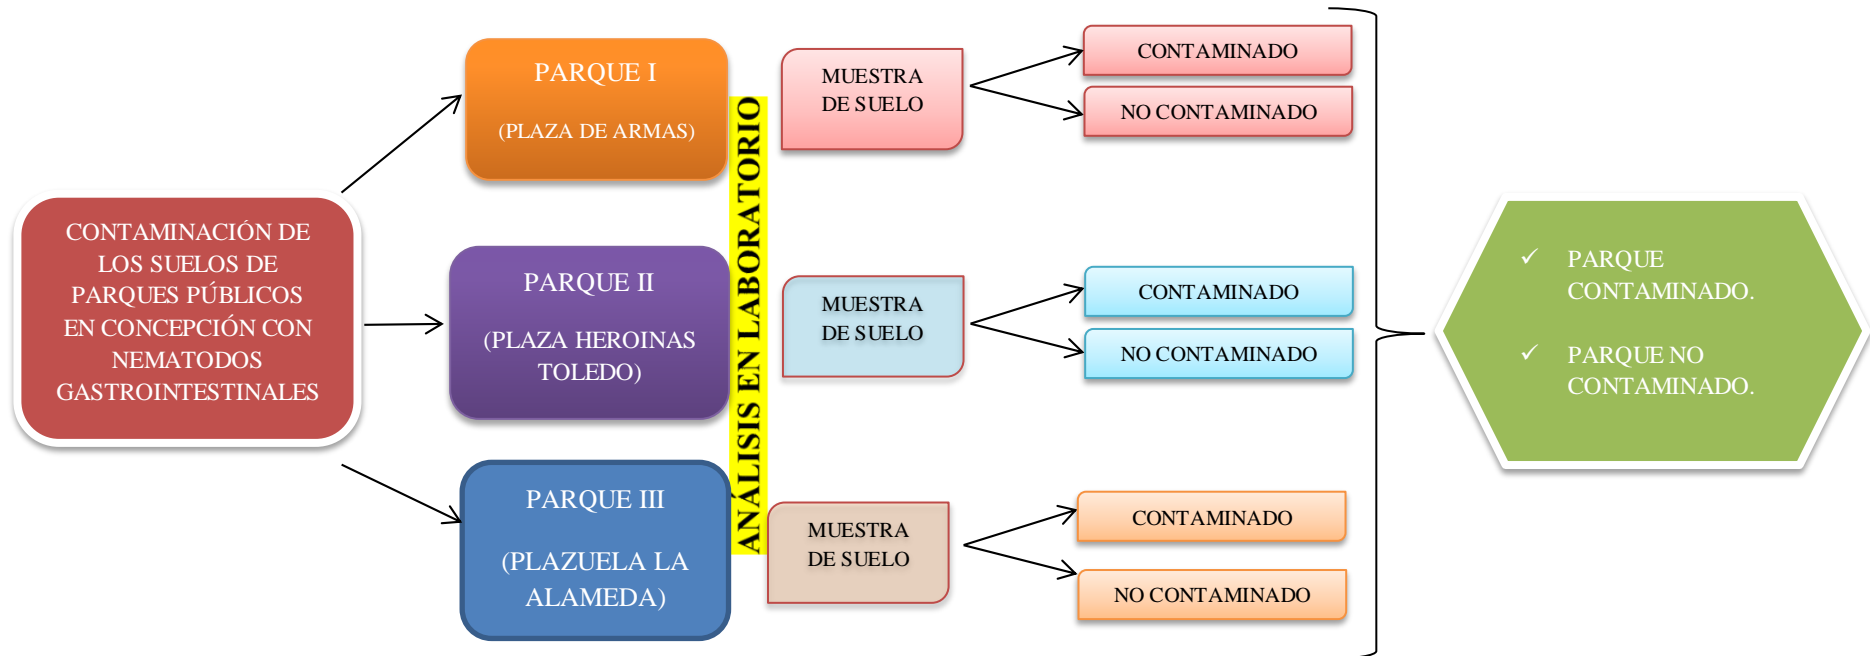 CONTAMINACIÓN DE
LOS SUELOS DE
PARQUES PÚBLICOS
EN CONCEPCIÓN CON
NEMATODOS
GASTROINTESTINALES
PARQUE I
(PLAZA DE ARMAS)
PARQUE II
(PLAZA HEROINAS
TOLEDO)
PARQUE III
(PLAZUELA LA
ALAMEDA)
ANÁLISIS EN LABORATORIO
MUESTRA
DE SUELO
CONTAMINADO
NO CONTAMINADO
MUESTRA
DE SUELO
CONTAMINADO
NO CONTAMINADO
MUESTRA
DE SUELO
CONTAMINADO
NO CONTAMINADO
✓ PARQUE
CONTAMINADO.
✓ PARQUE NO
CONTAMINADO.